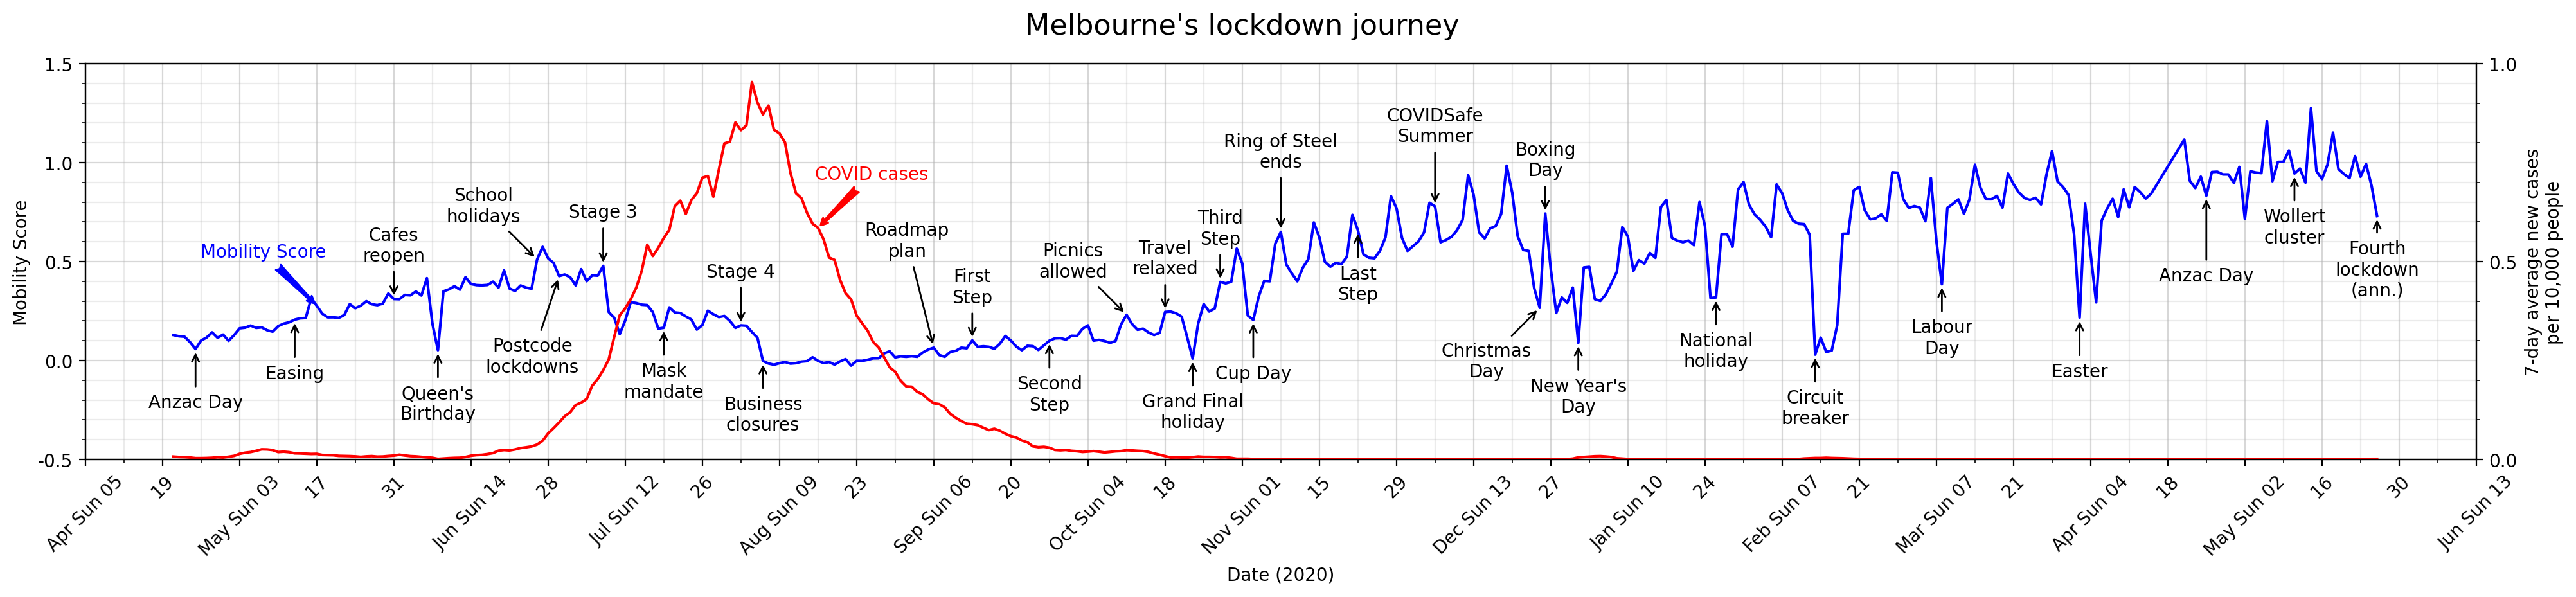 Melbourne's lockdown journey
1.5
1.0
0.5
0.0
-0.5
Mobility Score
1.0
0.5
0.0
7-day average new cases
per 10,000 people
Mobility Score
COVID cases
Anzac Day
Easing
Cafes
reopen
Queen's
Birthday
School
holidays
Postcode
lockdowns
Stage 3
Mask
mandate
Stage 4
Business
closures
Roadmap
plan
First
Step
Second
Step
Picnics
allowed
Travel
relaxed
Grand Final
holiday
Third
Step
Cup Day
Ring of Steel
ends
Last
Step
COVIDSafe
Summer
Christmas
Day
Boxing
Day
New Year's
Day
National
holiday
Circuit
breaker
Labour
Day
Easter
Anzac Day
Wollert
cluster
Fourth
lockdown
(ann.)
Apr Sun 05
19
May Sun 03
17
31
Jun Sun 14
28
Jul Sun 12
26
Aug Sun 09
23
Sep Sun 06
20
Oct Sun 04
18
Nov Sun 01
15
29
Dec Sun 13
27
Jan Sun 10
24
Feb Sun 07
21
Mar Sun 07
21
Apr Sun 04
18
May Sun 02
16
30
Jun Sun 13
Date (2020)